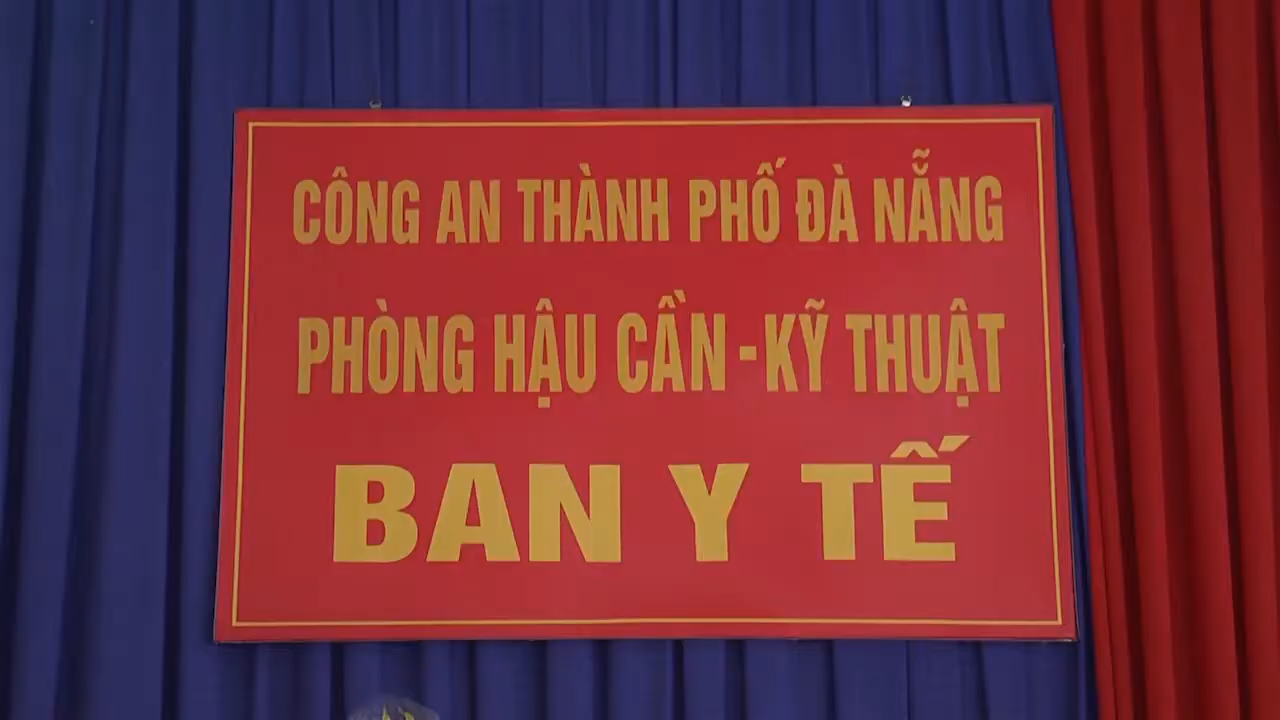 CÔNG AN THÀNH PHỐ ĐÀ NẴNG
PHÒNG HẬU CẦN -KỸ THUẬT
BAN Y TẾ